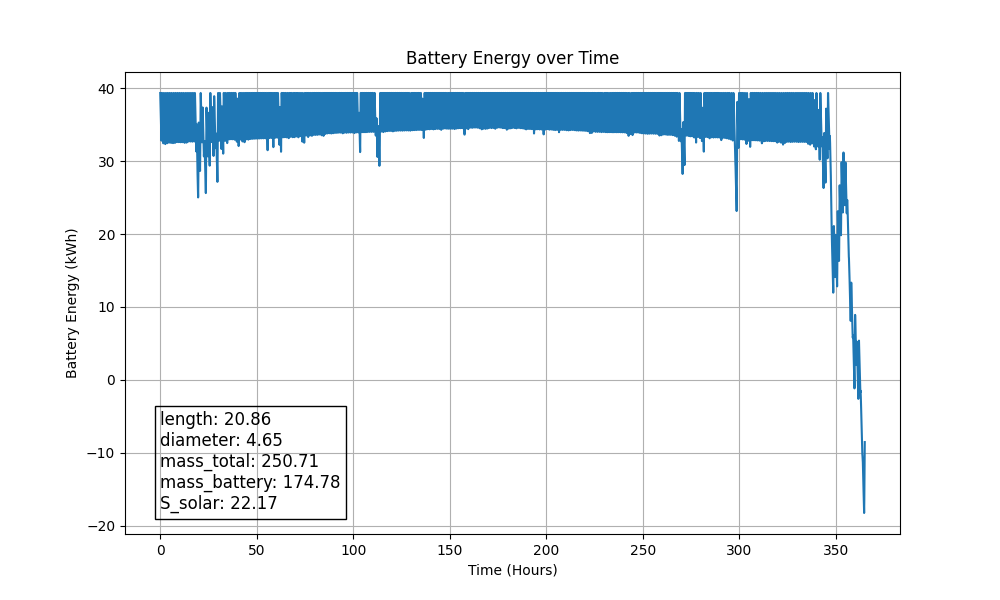 Battery Energy over Time
Battery Energy (kWh)
40
30
20
10
0
−10
−20
length: 20.86
diameter: 4.65
mass_total: 250.71
mass_battery: 174.78
S_solar: 22.17
0 50 100 150 200 250 300 350
Time (Hours)